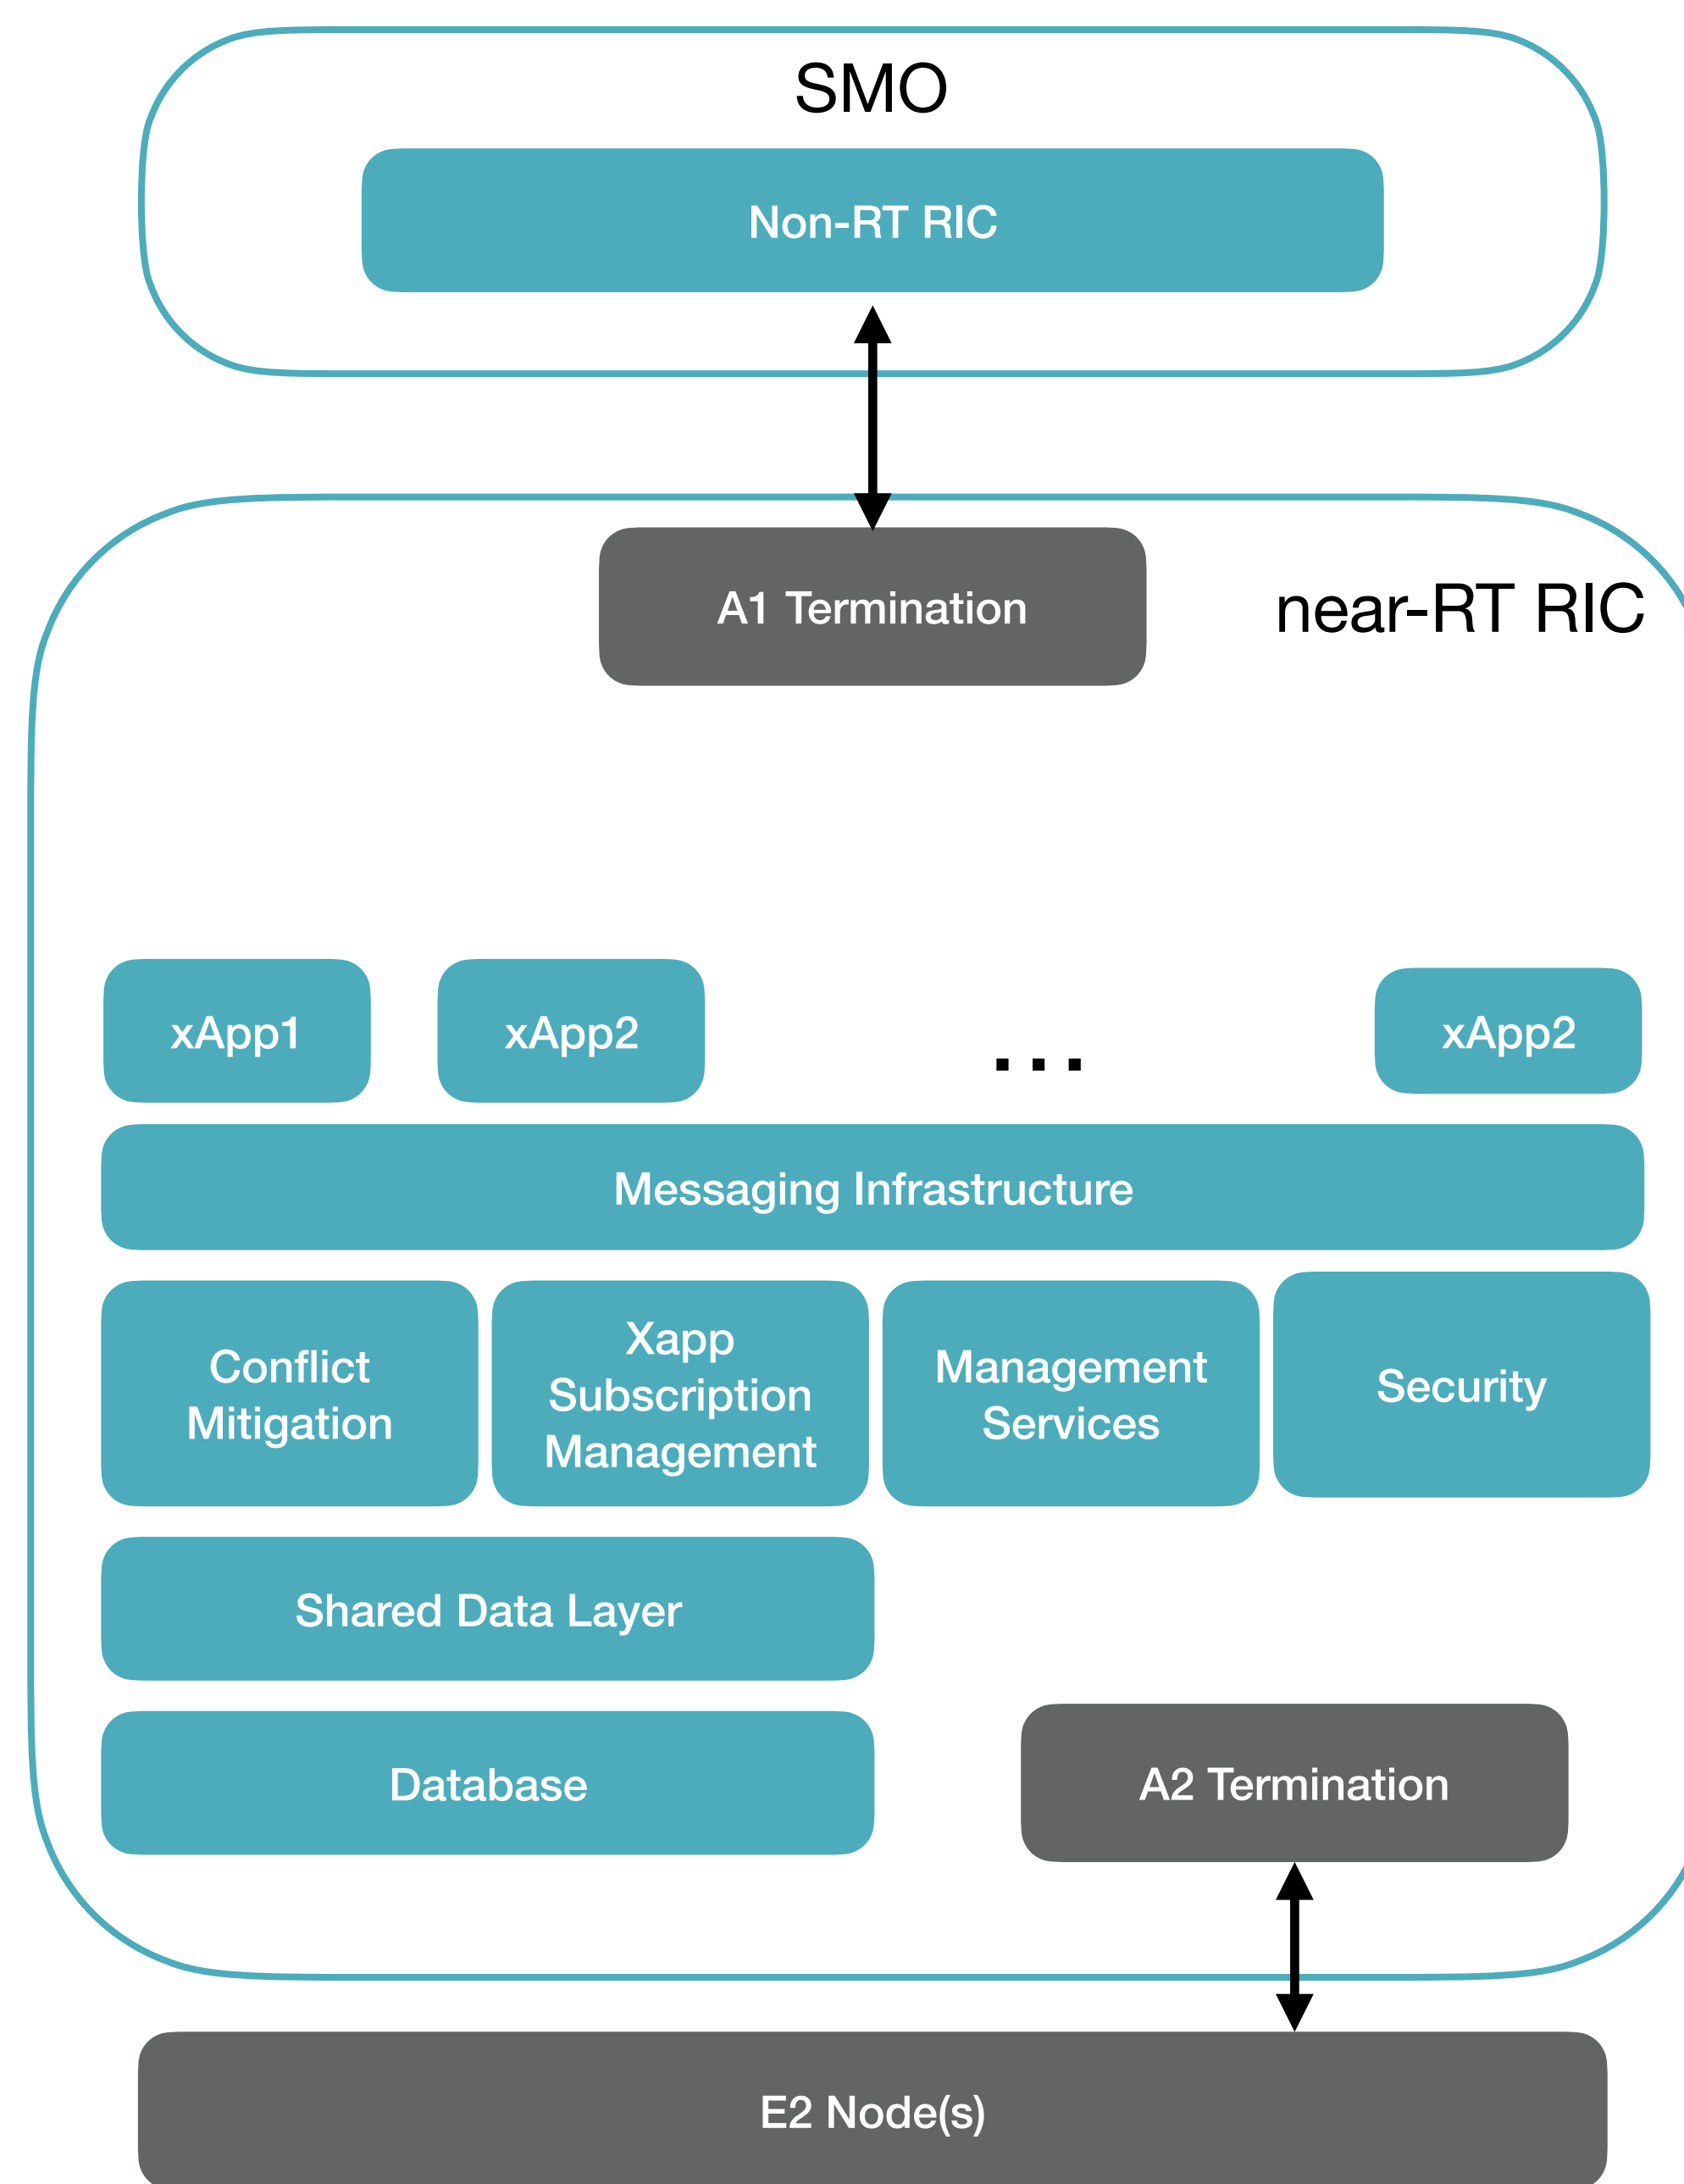 SMO
Non-RT RIC
A1 Termination
near-RT RIC
xApp1
xApp2
...
xApp2
Messaging Infrastructure
Conflict
Mitigation
Xapp
Subscription
Management
Management
Services
Security
Shared Data Layer
Database
A2 Termination
E2 Node(s)